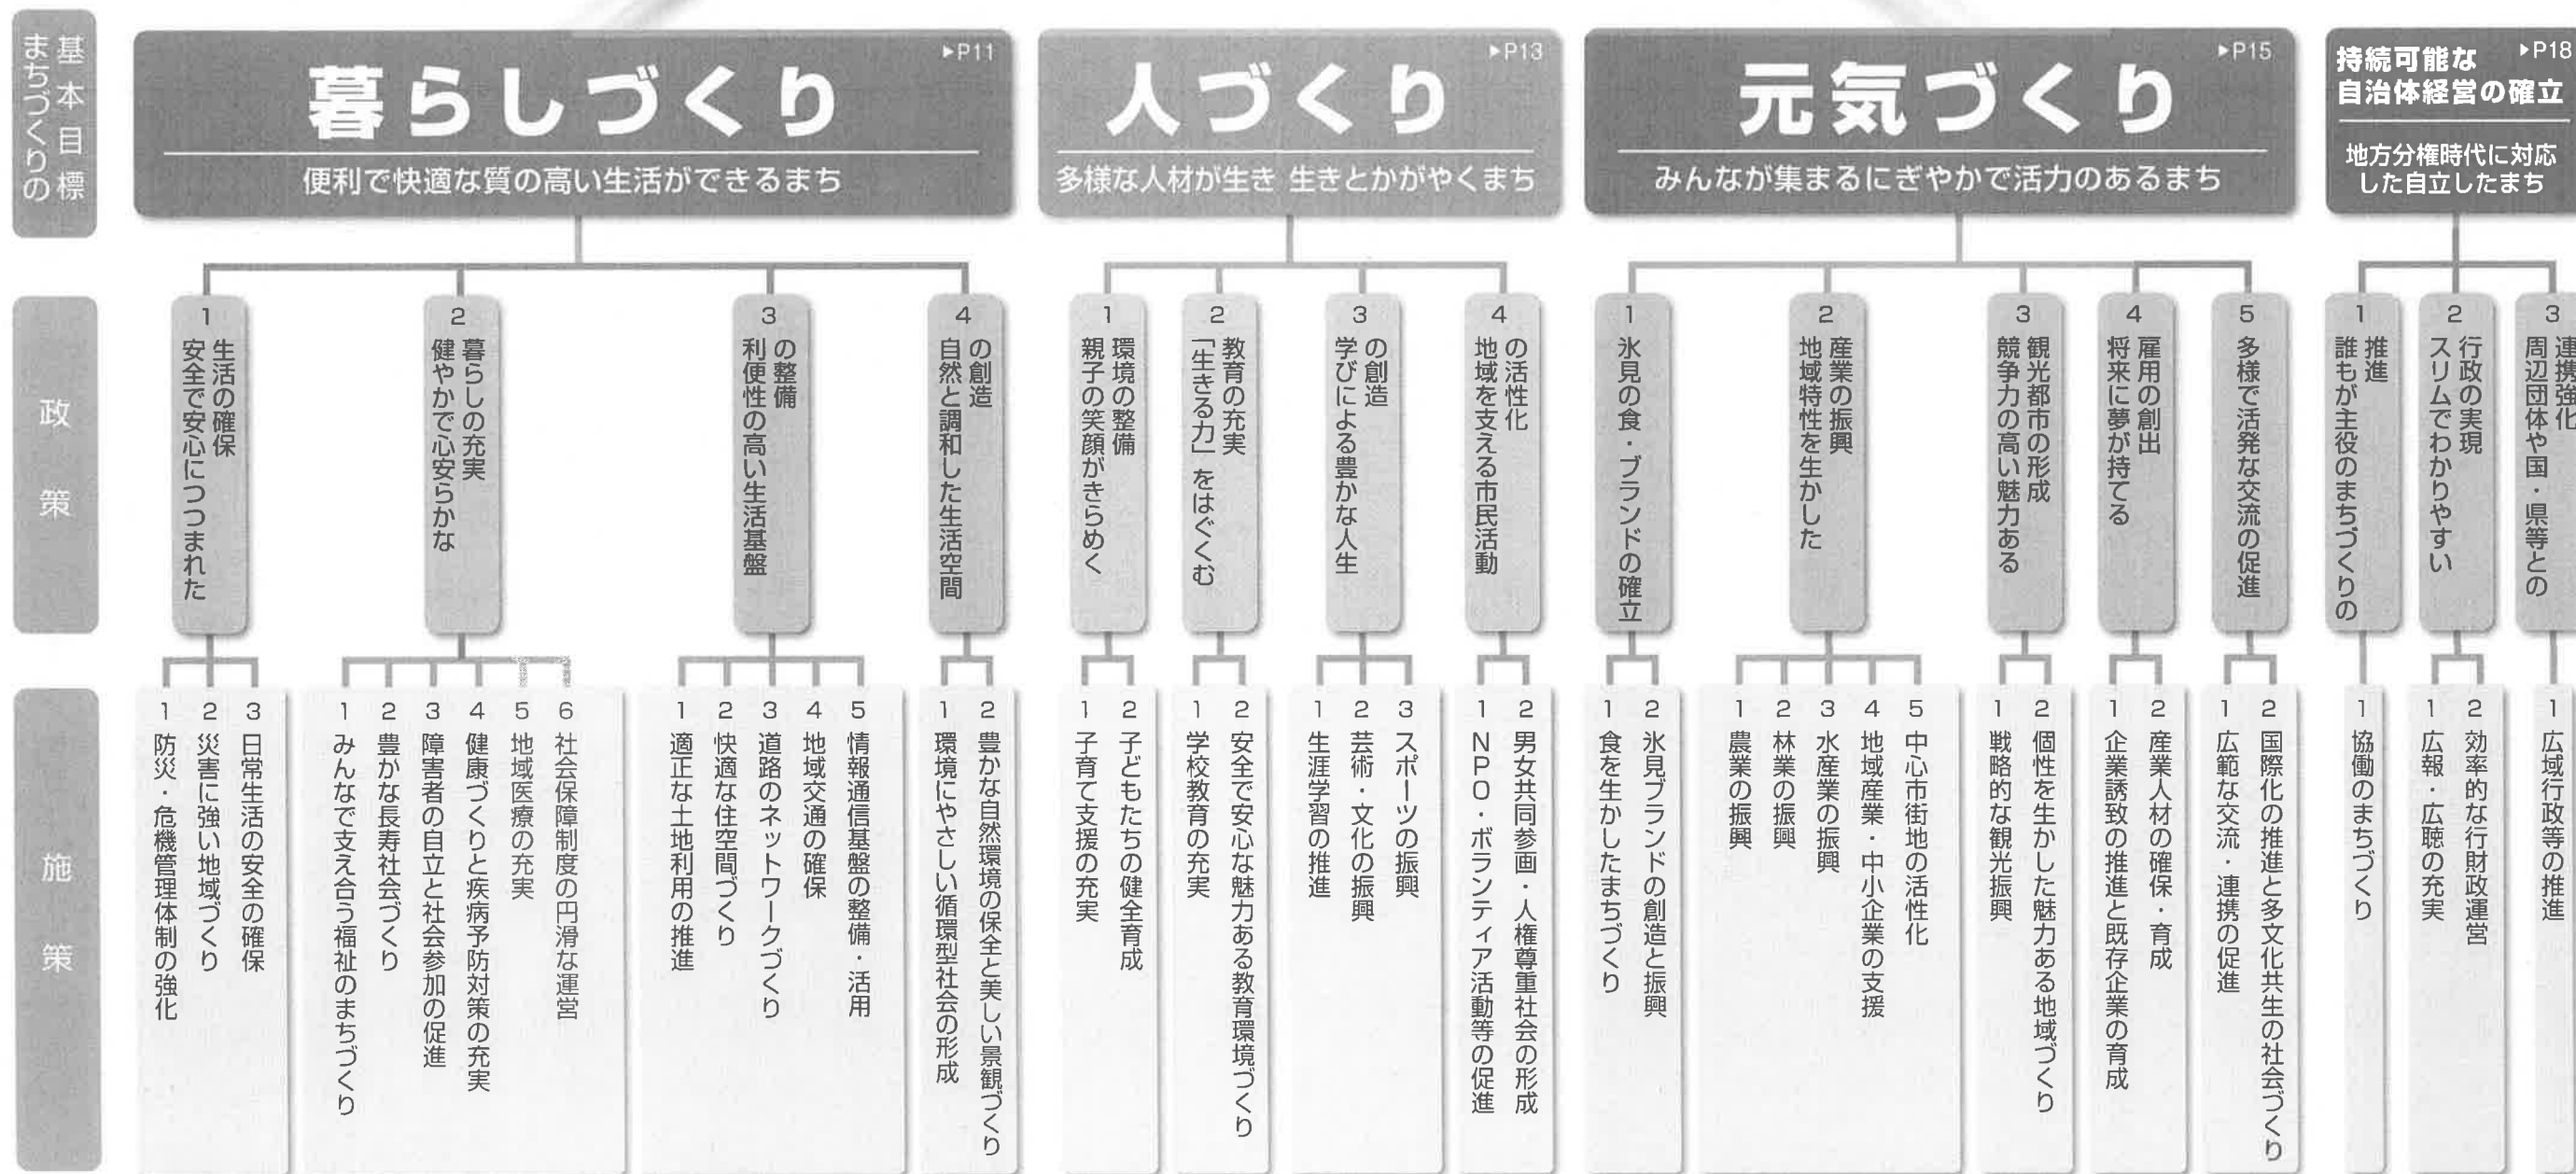 まちづくりの
基本目標
▶P11
暮らしづくり
便利で快適な質の高い生活ができるまち
▶P13
人づくり
多様な人材が生き 生きとかがやくまち
▶P15
元気づくり
みんなが集まるにぎやかで活力のあるまち
持続可能な ▶P18
自治体経営の確立
地方分権時代に対応
した自立したまち
政策
1
安全で安心につつまれた
生活の確保
2
健やかで心安らかな
暮らしの充実
3
利便性の高い生活基盤
の整備
4
自然と調和した生活空間
の創造
1
親子の笑顔がきらめく
環境の整備
2
「生きる力」をはぐくむ
教育の充実
3
学びによる豊かな人生
の創造
4
地域を支える市民活動
の活性化
1
氷見の食・ブランドの確立
2
地域特性を生かした
産業の振興
3
競争力の高い魅力ある
観光都市の形成
4
将来に夢が持てる
雇用の創出
5
多様で活発な交流の促進
1
誰もが主役のまちづくりの
推進
2
スリムでわかりやすい
行政の実現
3
周辺団体や国・県等との
連携強化
施策
1 防災・危機管理体制の強化
2 災害に強い地域づくり
3 日常生活の安全の確保
1 みんなで支え合う福祉のまちづくり
2 豊かな長寿社会づくり
3 障害者の自立と社会参加の促進
4 健康づくりと疾病予防対策の充実
5 地域医療の充実
6 社会保障制度の円滑な運営
1 適正な土地利用の推進
2 快適な住空間づくり
3 道路のネットワークづくり
4 地域交通の確保
5 情報通信基盤の整備・活用
1 環境にやさしい循環型社会の形成
2 豊かな自然環境の保全と美しい景観づくり
1 子育て支援の充実
2 子どもたちの健全育成
1 学校教育の充実
2 安全で安心な魅力ある教育環境づくり
1 生涯学習の推進
2 芸術・文化の振興
3 スポーツの振興
1 NPO・ボランティア活動等の促進
2 男女共同参画・人権尊重社会の形成
1 食を生かしたまちづくり
2 氷見ブランドの創造と振興
1 農業の振興
2 林業の振興
3 水産業の振興
4 地域産業・中小企業の支援
5 中心市街地の活性化
1 戦略的な観光振興
2 個性を生かした魅力ある地域づくり
1 企業誘致の推進と既存企業の育成
2 産業人材の確保・育成
1 広範な交流・連携の促進
2 国際化の推進と多文化共生の社会づくり
1 協働のまちづくり
1 広報・広聴の充実
2 効率的な行財政運営
1 広域行政等の推進